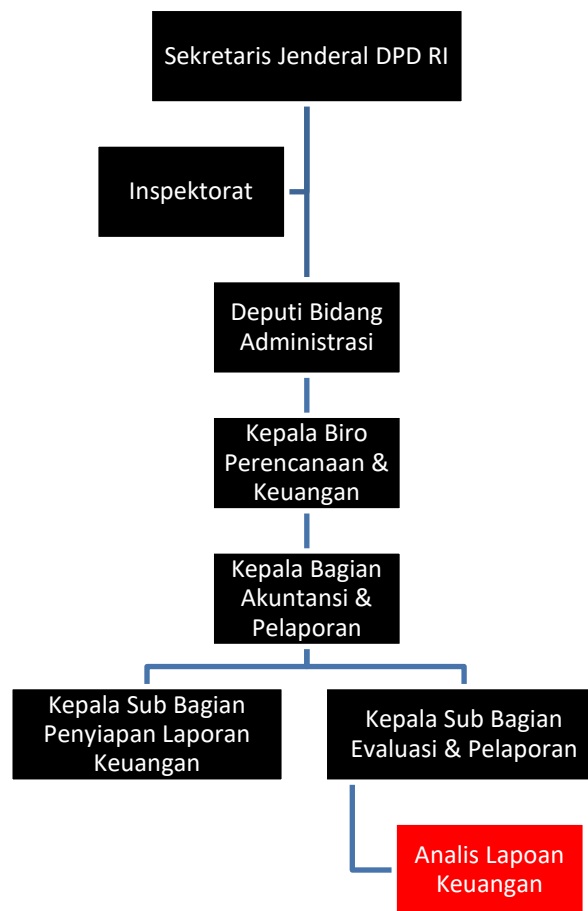 Sekretaris Jenderal DPD RI
Inspektorat
Deputi Bidang
Administrasi
Kepala Biro
Perencanaan &
Keuangan
Kepala Bagian
Akuntansi &
Pelaporan
Kepala Sub Bagian
Penyiapan Laporan
Keuangan
Kepala Sub Bagian
Evaluasi & Pelaporan
Analis Lapoan
Keuangan